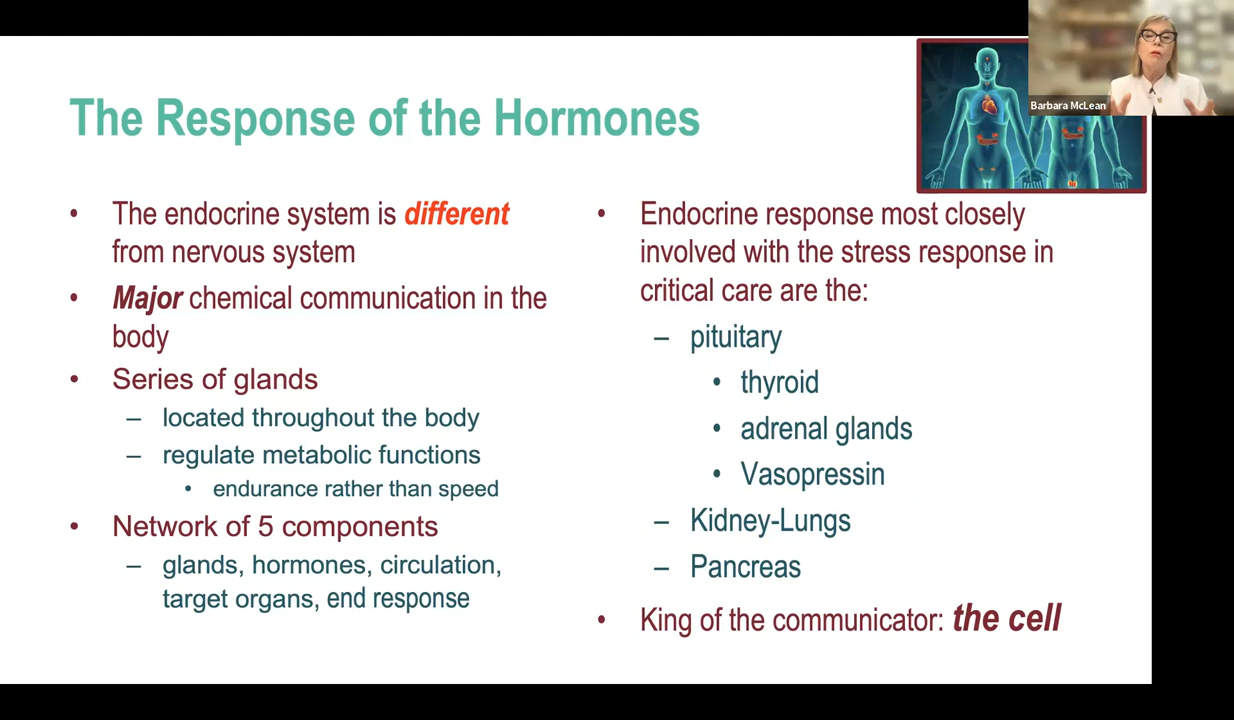 The Response of the Hormones
Barbara McLean
• The endocrine system is different
from nervous system
• Major chemical communication in the
body
• Series of glands
– located throughout the body
– regulate metabolic functions
• endurance rather than speed
• Network of 5 components
– glands, hormones, circulation,
target organs, end response
• Endocrine response most closely
involved with the stress response in
critical care are the:
– pituitary
• thyroid
• adrenal glands
• Vasopressin
– Kidney-Lungs
– Pancreas
• King of the communicator: the cell